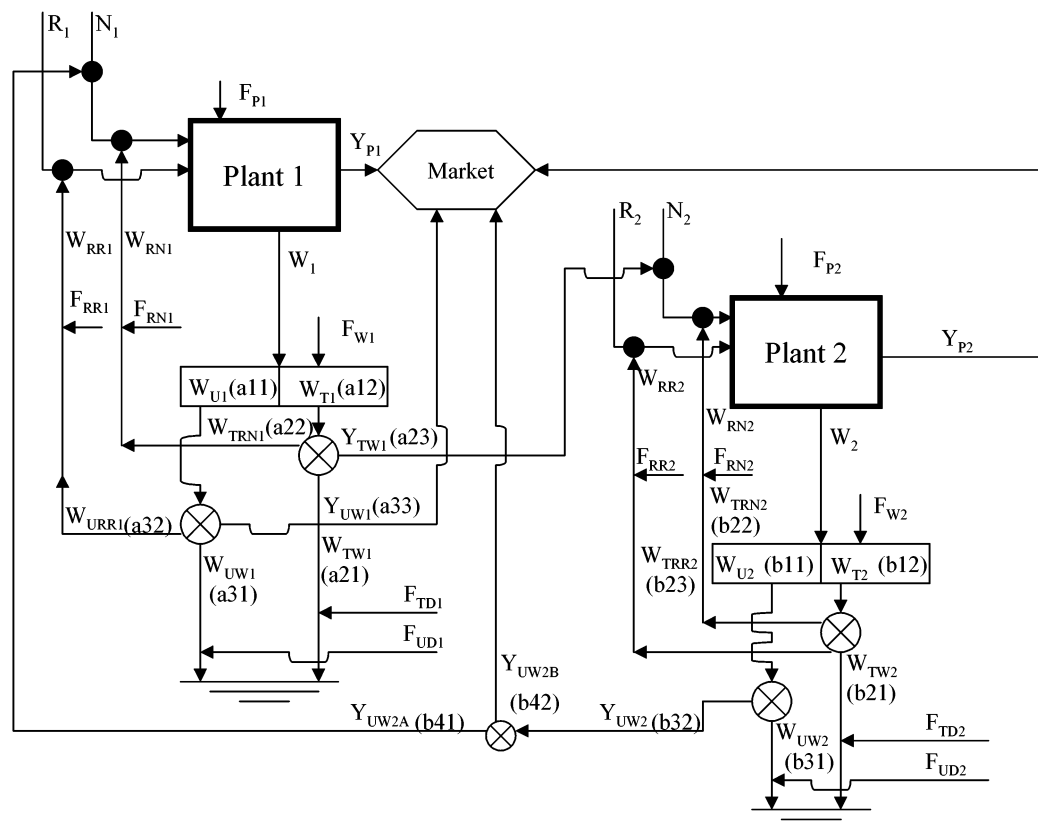 R1 N1
FP1
Plant 1
YP1
Market
R2 N2
WRR1 WRN1
W1
FP2
FRR1 FRN1
FW1
Plant 2
YP2
WU1(a11) WT1(a12)
WRR2
WRN2
WTRN1(a22) YTW1(a23)
W2
FRR2 FRN2
WTRN2
(b22)
FW2
WURR1(a32) YUW1(a33)
WTW1
(a21)
WUW1
(a31)
WTRR2
(b23)
WU2 (b11) WT2 (b12)
FTD1
FUD1
YUW2B
(b42)
WTW2
(b21)
YUW2A (b41) YUW2 (b32)
WUW2
(b31)
FTD2
FUD2